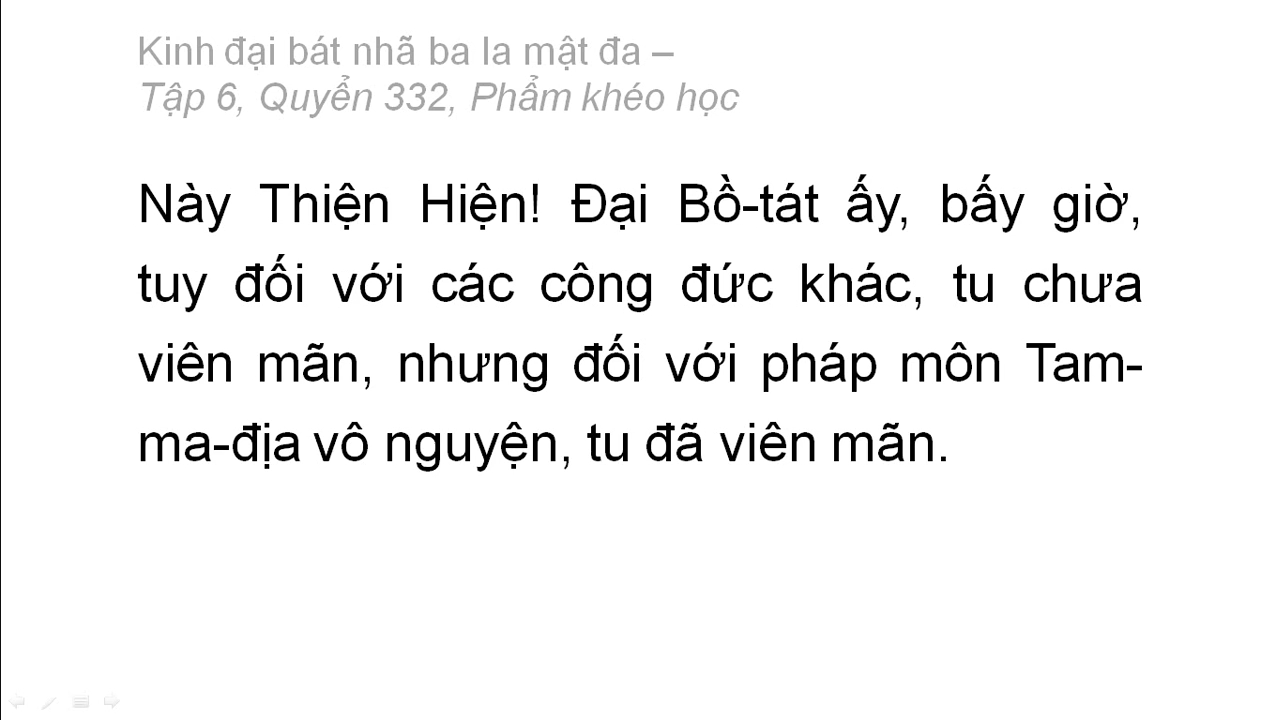 Kinh đại bát nhã ba la mật đa –
Tập 6, Quyển 332, Phẩm khéo học
Này Thiện Hiện! Đại Bồ-tát ấy, bấy giờ,
tuy đối với các công đức khác, tu chưa
viên mãn, nhưng đối với pháp môn Tam-
ma-địa vô nguyện, tu đã viên mãn.